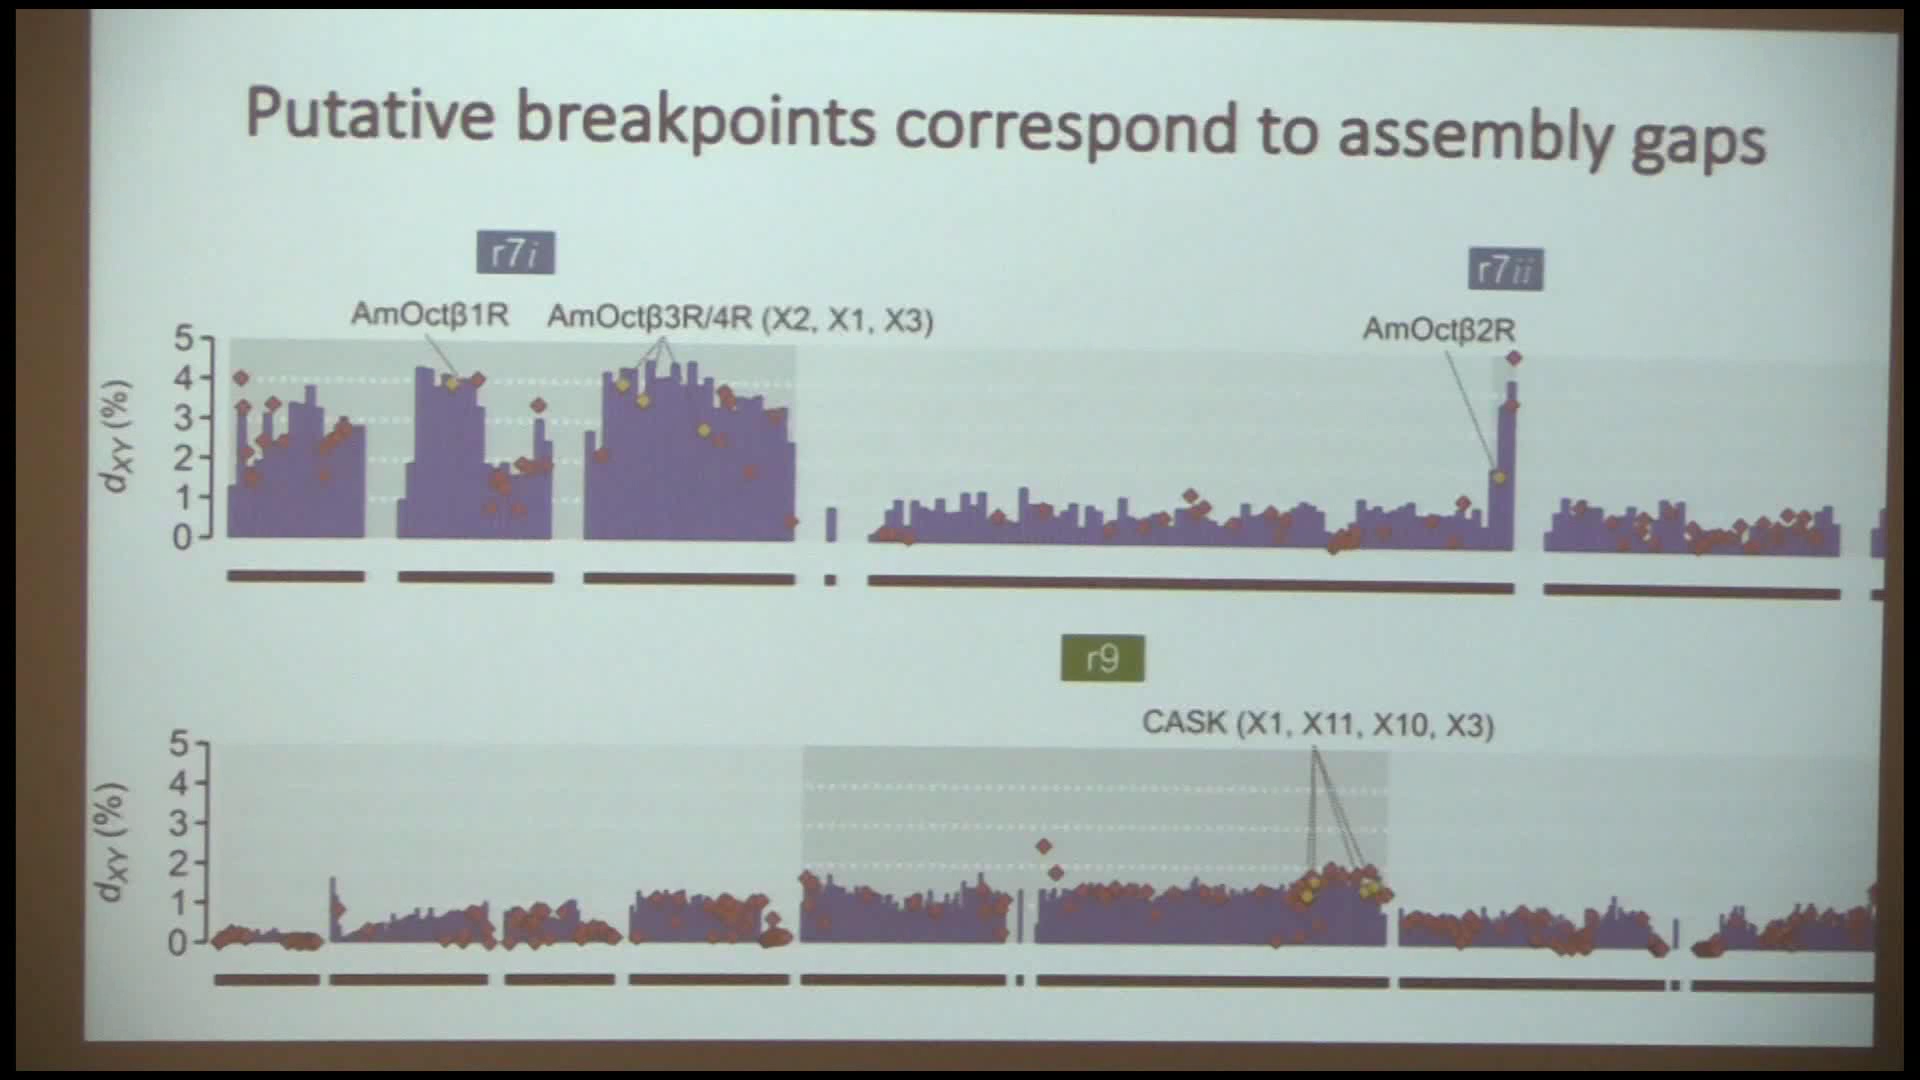 Putative breakpoints correspond to assembly gaps
r7i
r7ii
AmOctβ1R
AmOctβ3R/4R (X2, X1, X3)
AmOctβ2R
5
4
3
2
1
0
dXY (%)
r9
CASK (X1, X11, X10, X3)
5
4
3
2
1
0
dXY (%)